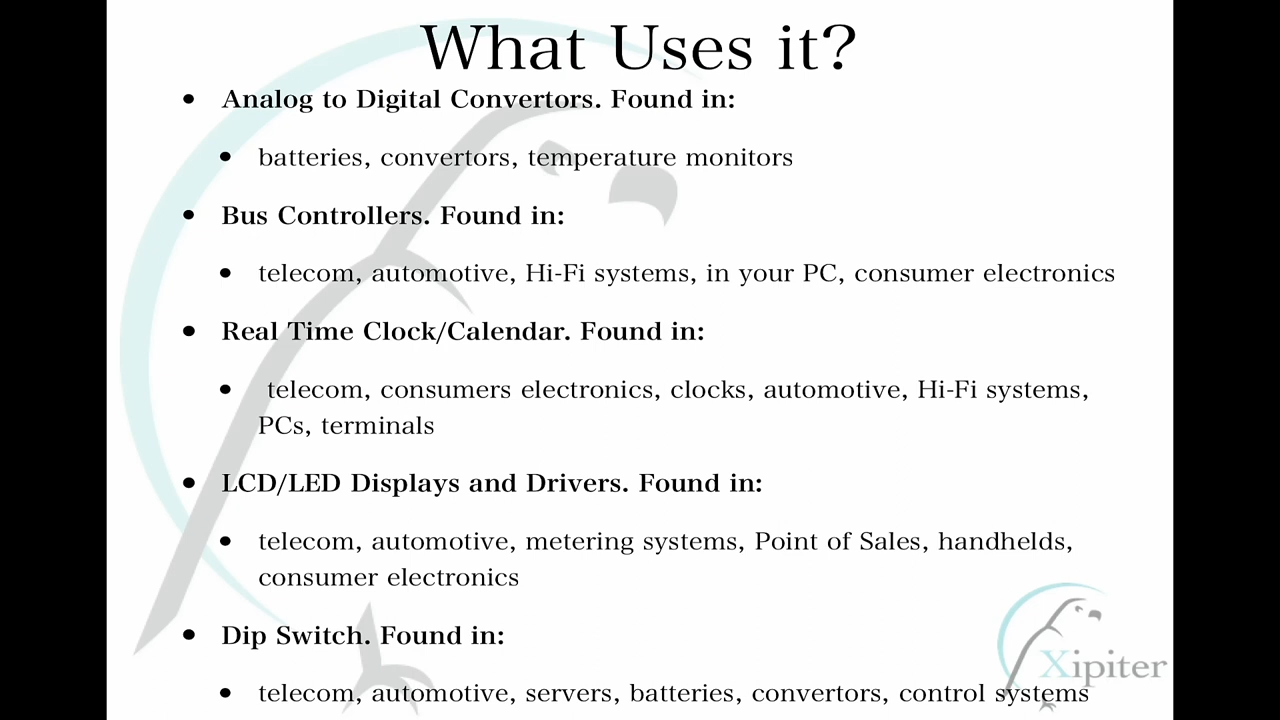 What Uses it?
• Analog to Digital Convertors. Found in:
• batteries, convertors, temperature monitors
• Bus Controllers. Found in:
• telecom, automotive, Hi-Fi systems, in your PC, consumer electronics
• Real Time Clock/Calendar. Found in:
• telecom, consumers electronics, clocks, automotive, Hi-Fi systems,
PCs, terminals
• LCD/LED Displays and Drivers. Found in:
• telecom, automotive, metering systems, Point of Sales, handhelds,
consumer electronics
• Dip Switch. Found in:
• telecom, automotive, servers, batteries, convertors, control systems
Xipiter